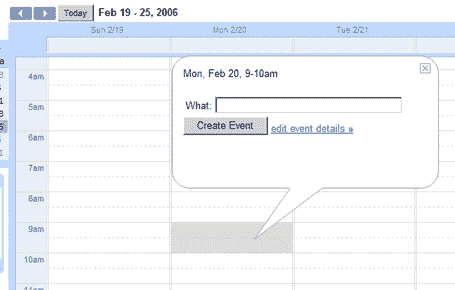 Today Feb 19 - 25, 2006
Sun 2/19 Mon 2/20 Tue 2/21
4am
5am
6am
7am
8am
9am
10am
Mon, Feb 20, 9-10am
What:
Create Event edit event details »